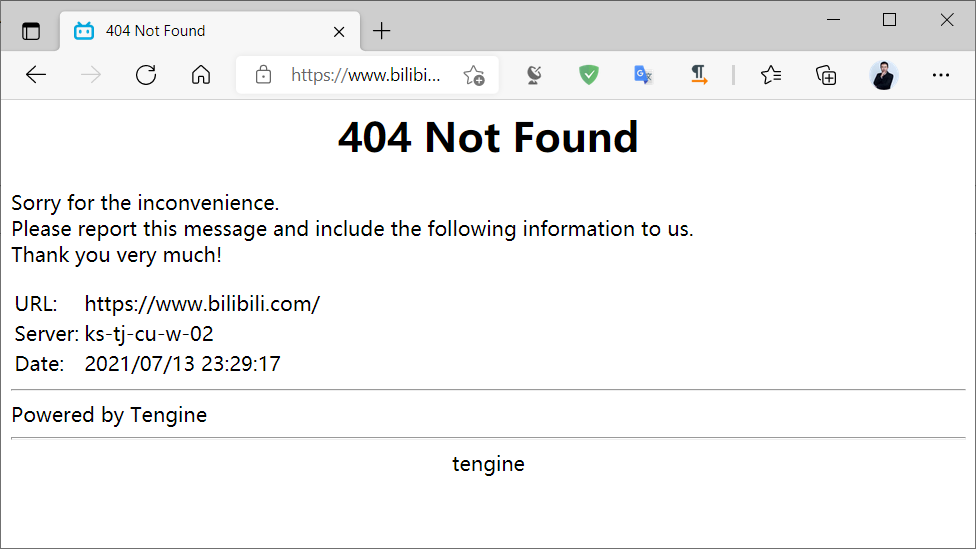 404 Not Found
https://www.bilibi...
404 Not Found
Sorry for the inconvenience.
Please report this message and include the following information to us.
Thank you very much!
URL: https://www.bilibili.com/
Server: ks-tj-cu-w-02
Date: 2021/07/13 23:29:17
Powered by Tengine
tengine